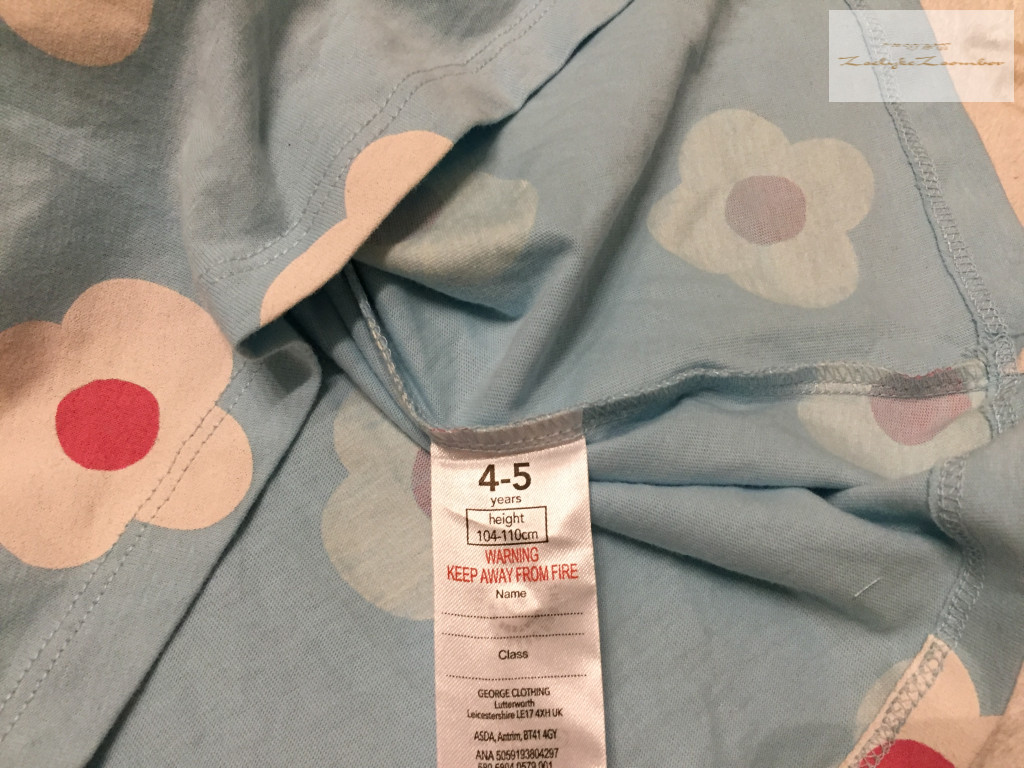 4-5
years
height
104-110cm
WARNING
KEEP AWAY FROM FIRE
Name
Class
GEORGE CLOTHING
Lutterworth
Leicestershire LE17 4XH UK
ASDA, Antrim, BT41 4GY
ANA 5059193804297